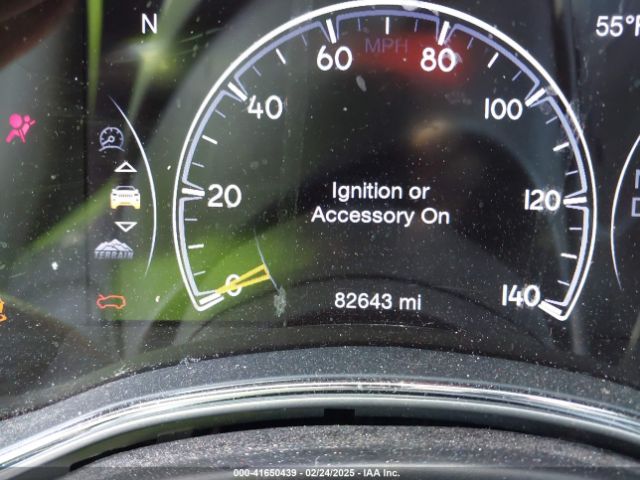 N
55°F
MPH
60
80
40
100
20
120
Ignition or
Accessory On
TERRAIN
0
140
82643 mi
000-41650439 - 02/24/2025 - IAA Inc.